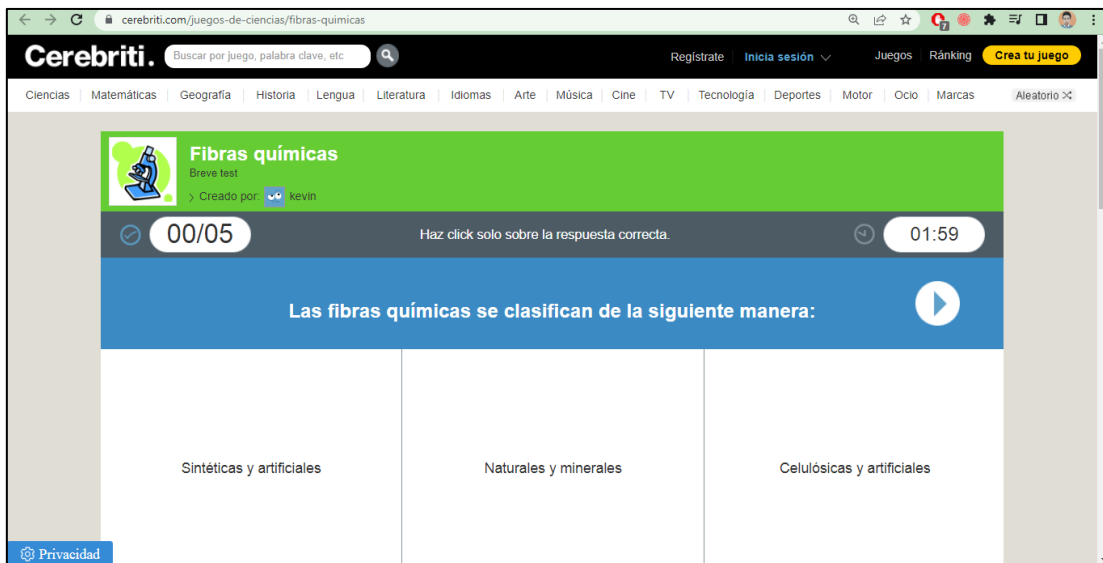 cerebriti.com/juegos-de-ciencias/fibras-quimicas
7
Cerebriti. Buscar por juego, palabra clave, etc Regístrate Inicia sesión Juegos Ránking Crea tu juego
Ciencias Matemáticas Geografía Historia Lengua Literatura Idiomas Arte Música Cine TV Tecnología Deportes Motor Ocio Marcas Aleatorio
Fibras químicas
Breve test
> Creado por: kevin
00/05 Haz click solo sobre la respuesta correcta. 01:59
Las fibras químicas se clasifican de la siguiente manera:
Sintéticas y artificiales Naturales y minerales Celulósicas y artificiales
Privacidad